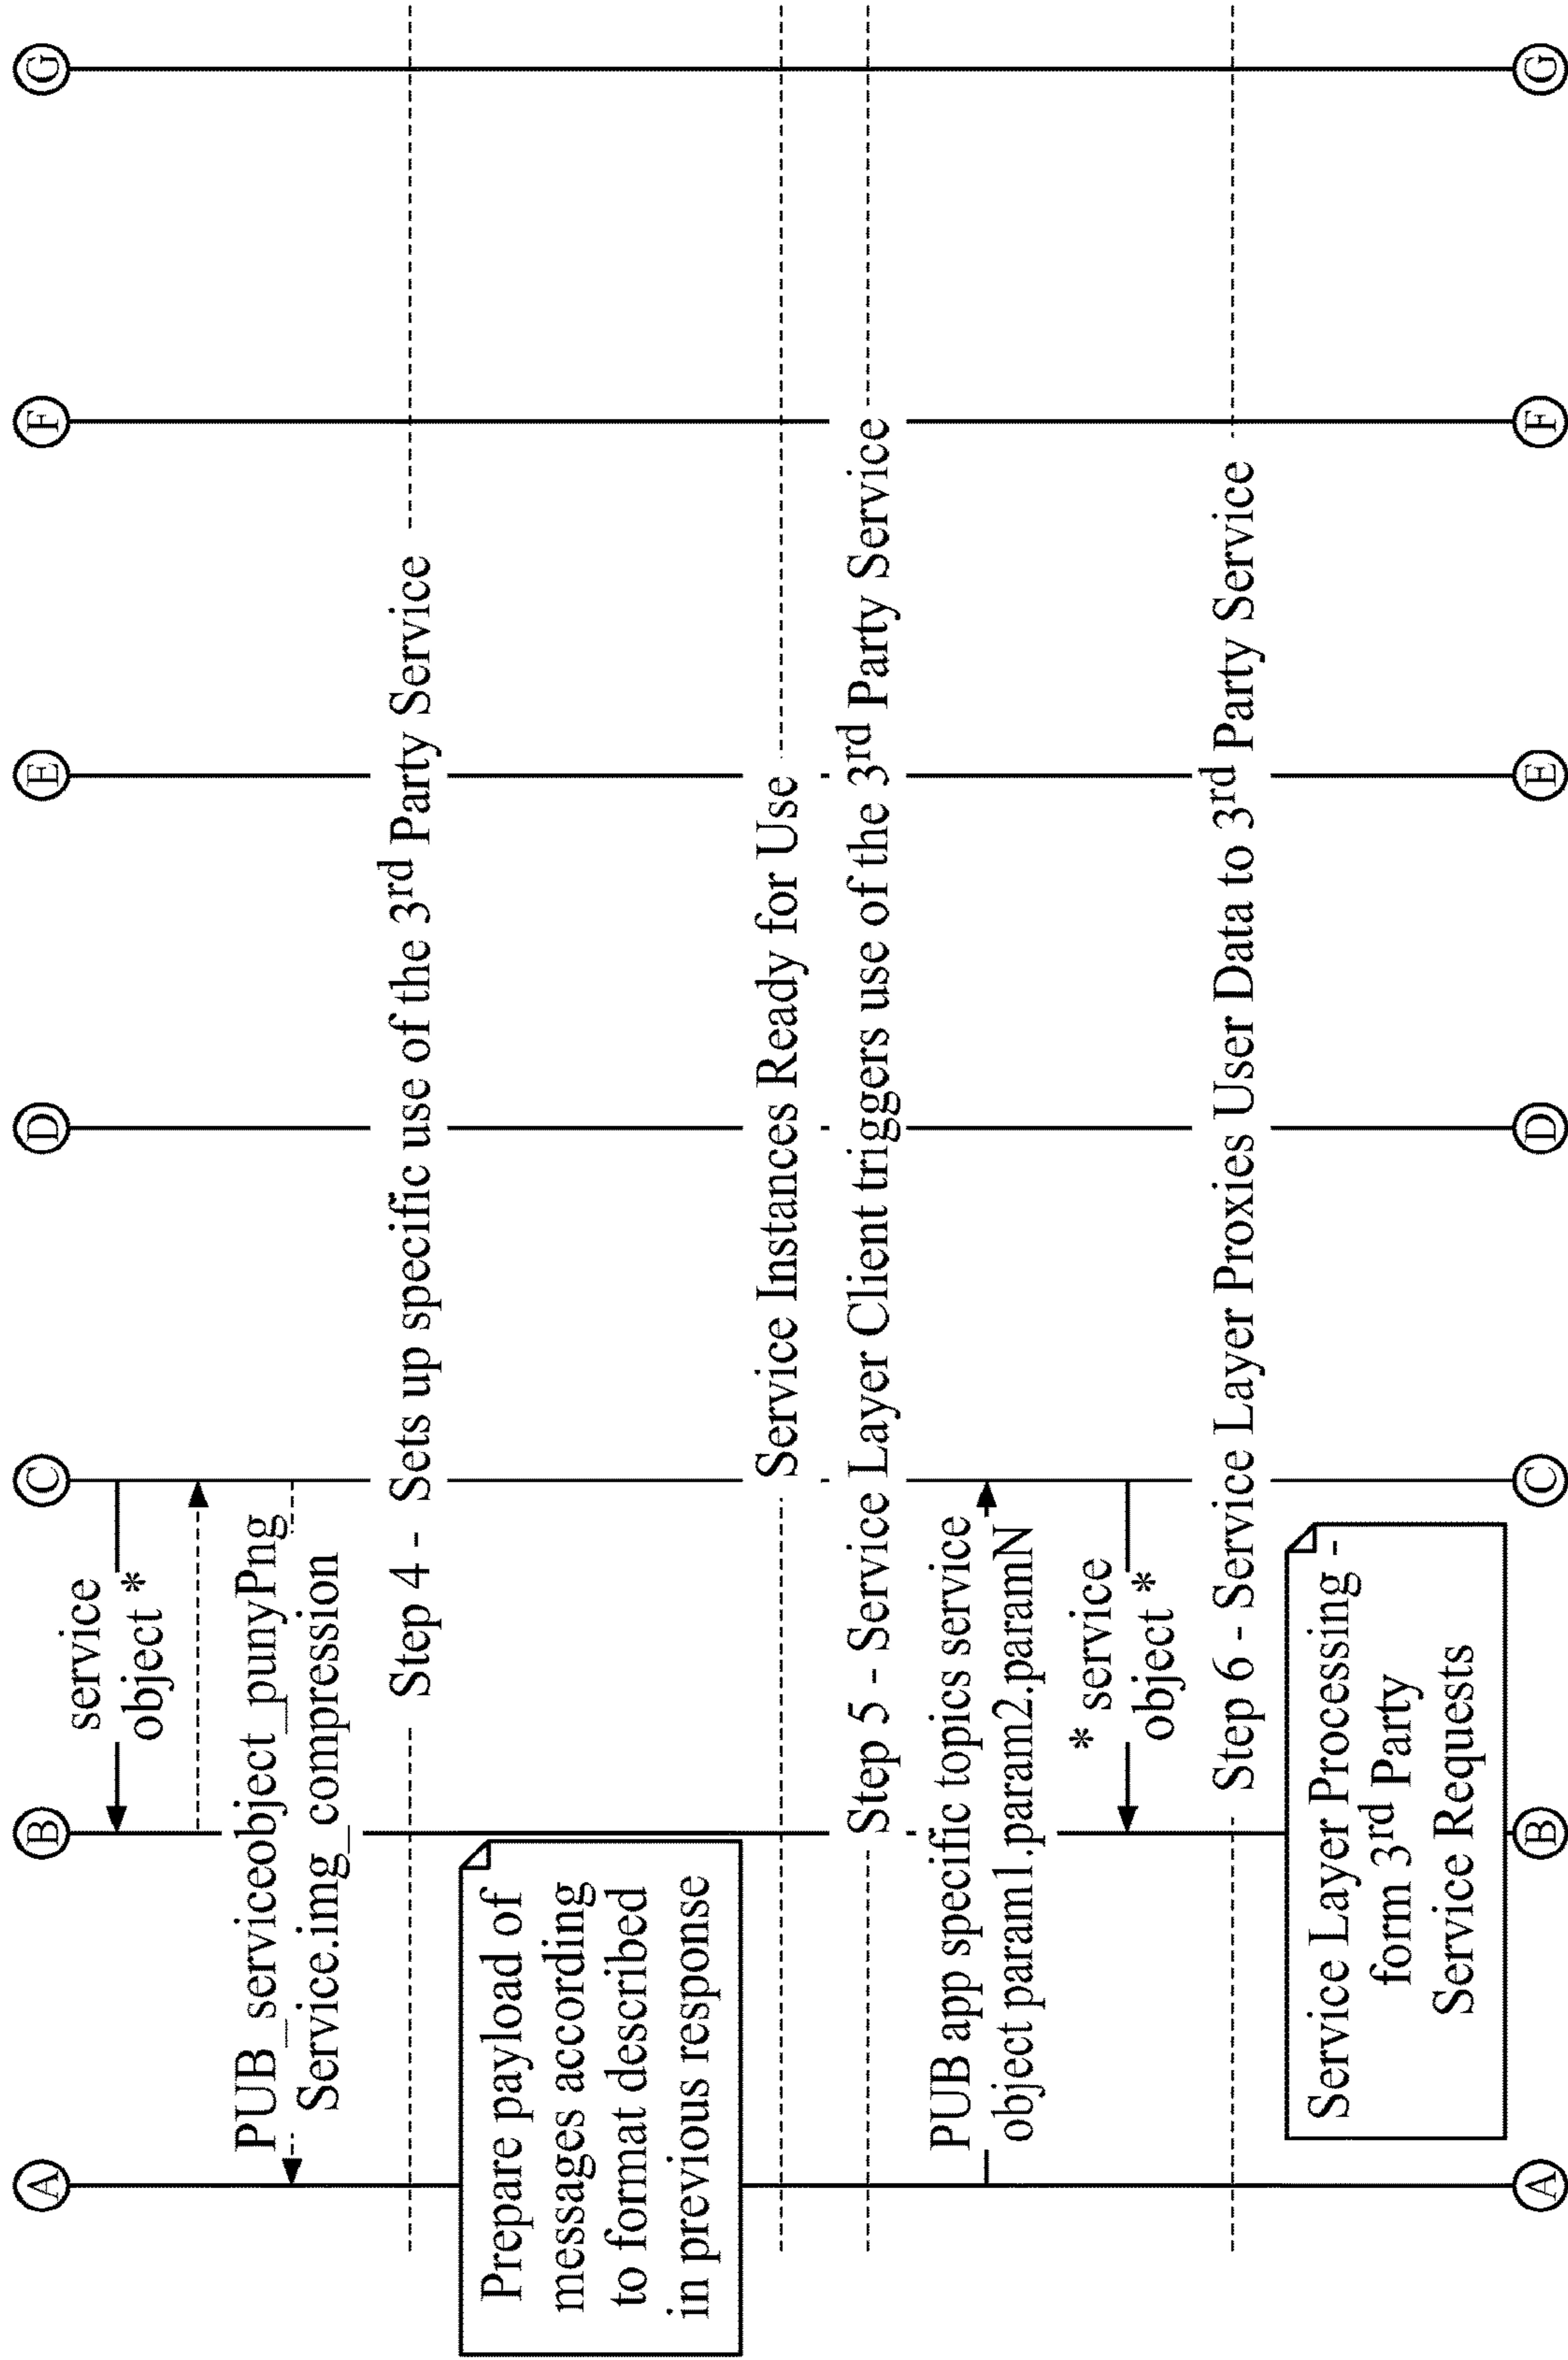 A
B
C
D
E
F
G
service
object *
PUB_serviceobject_punyPng_
Service.img_compression
Step 4 - Sets up specific use of the 3rd Party Service
Prepare payload of
messages according
to format described
in previous response
Service Instances Ready for Use
Step 5 - Service Layer Client triggers use of the 3rd Party Service
PUB app specific topics service
object param1.param2.paramN
* service
object *
Step 6 - Service Layer Proxies User Data to 3rd Party Service
Service Layer Processing -
form 3rd Party
Service Requests
A
B
C
D
E
F
G